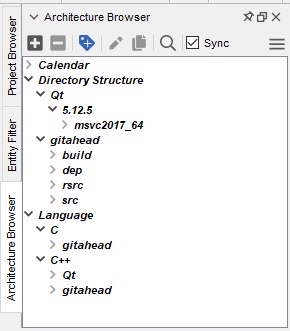 Project Browser
Entity Filter
Architecture Browser
Architecture Browser
Sync
Calendar
Directory Structure
Qt
5.12.5
msvc2017_64
gitahead
build
dep
rsrc
src
Language
C
gitahead
C++
Qt
gitahead